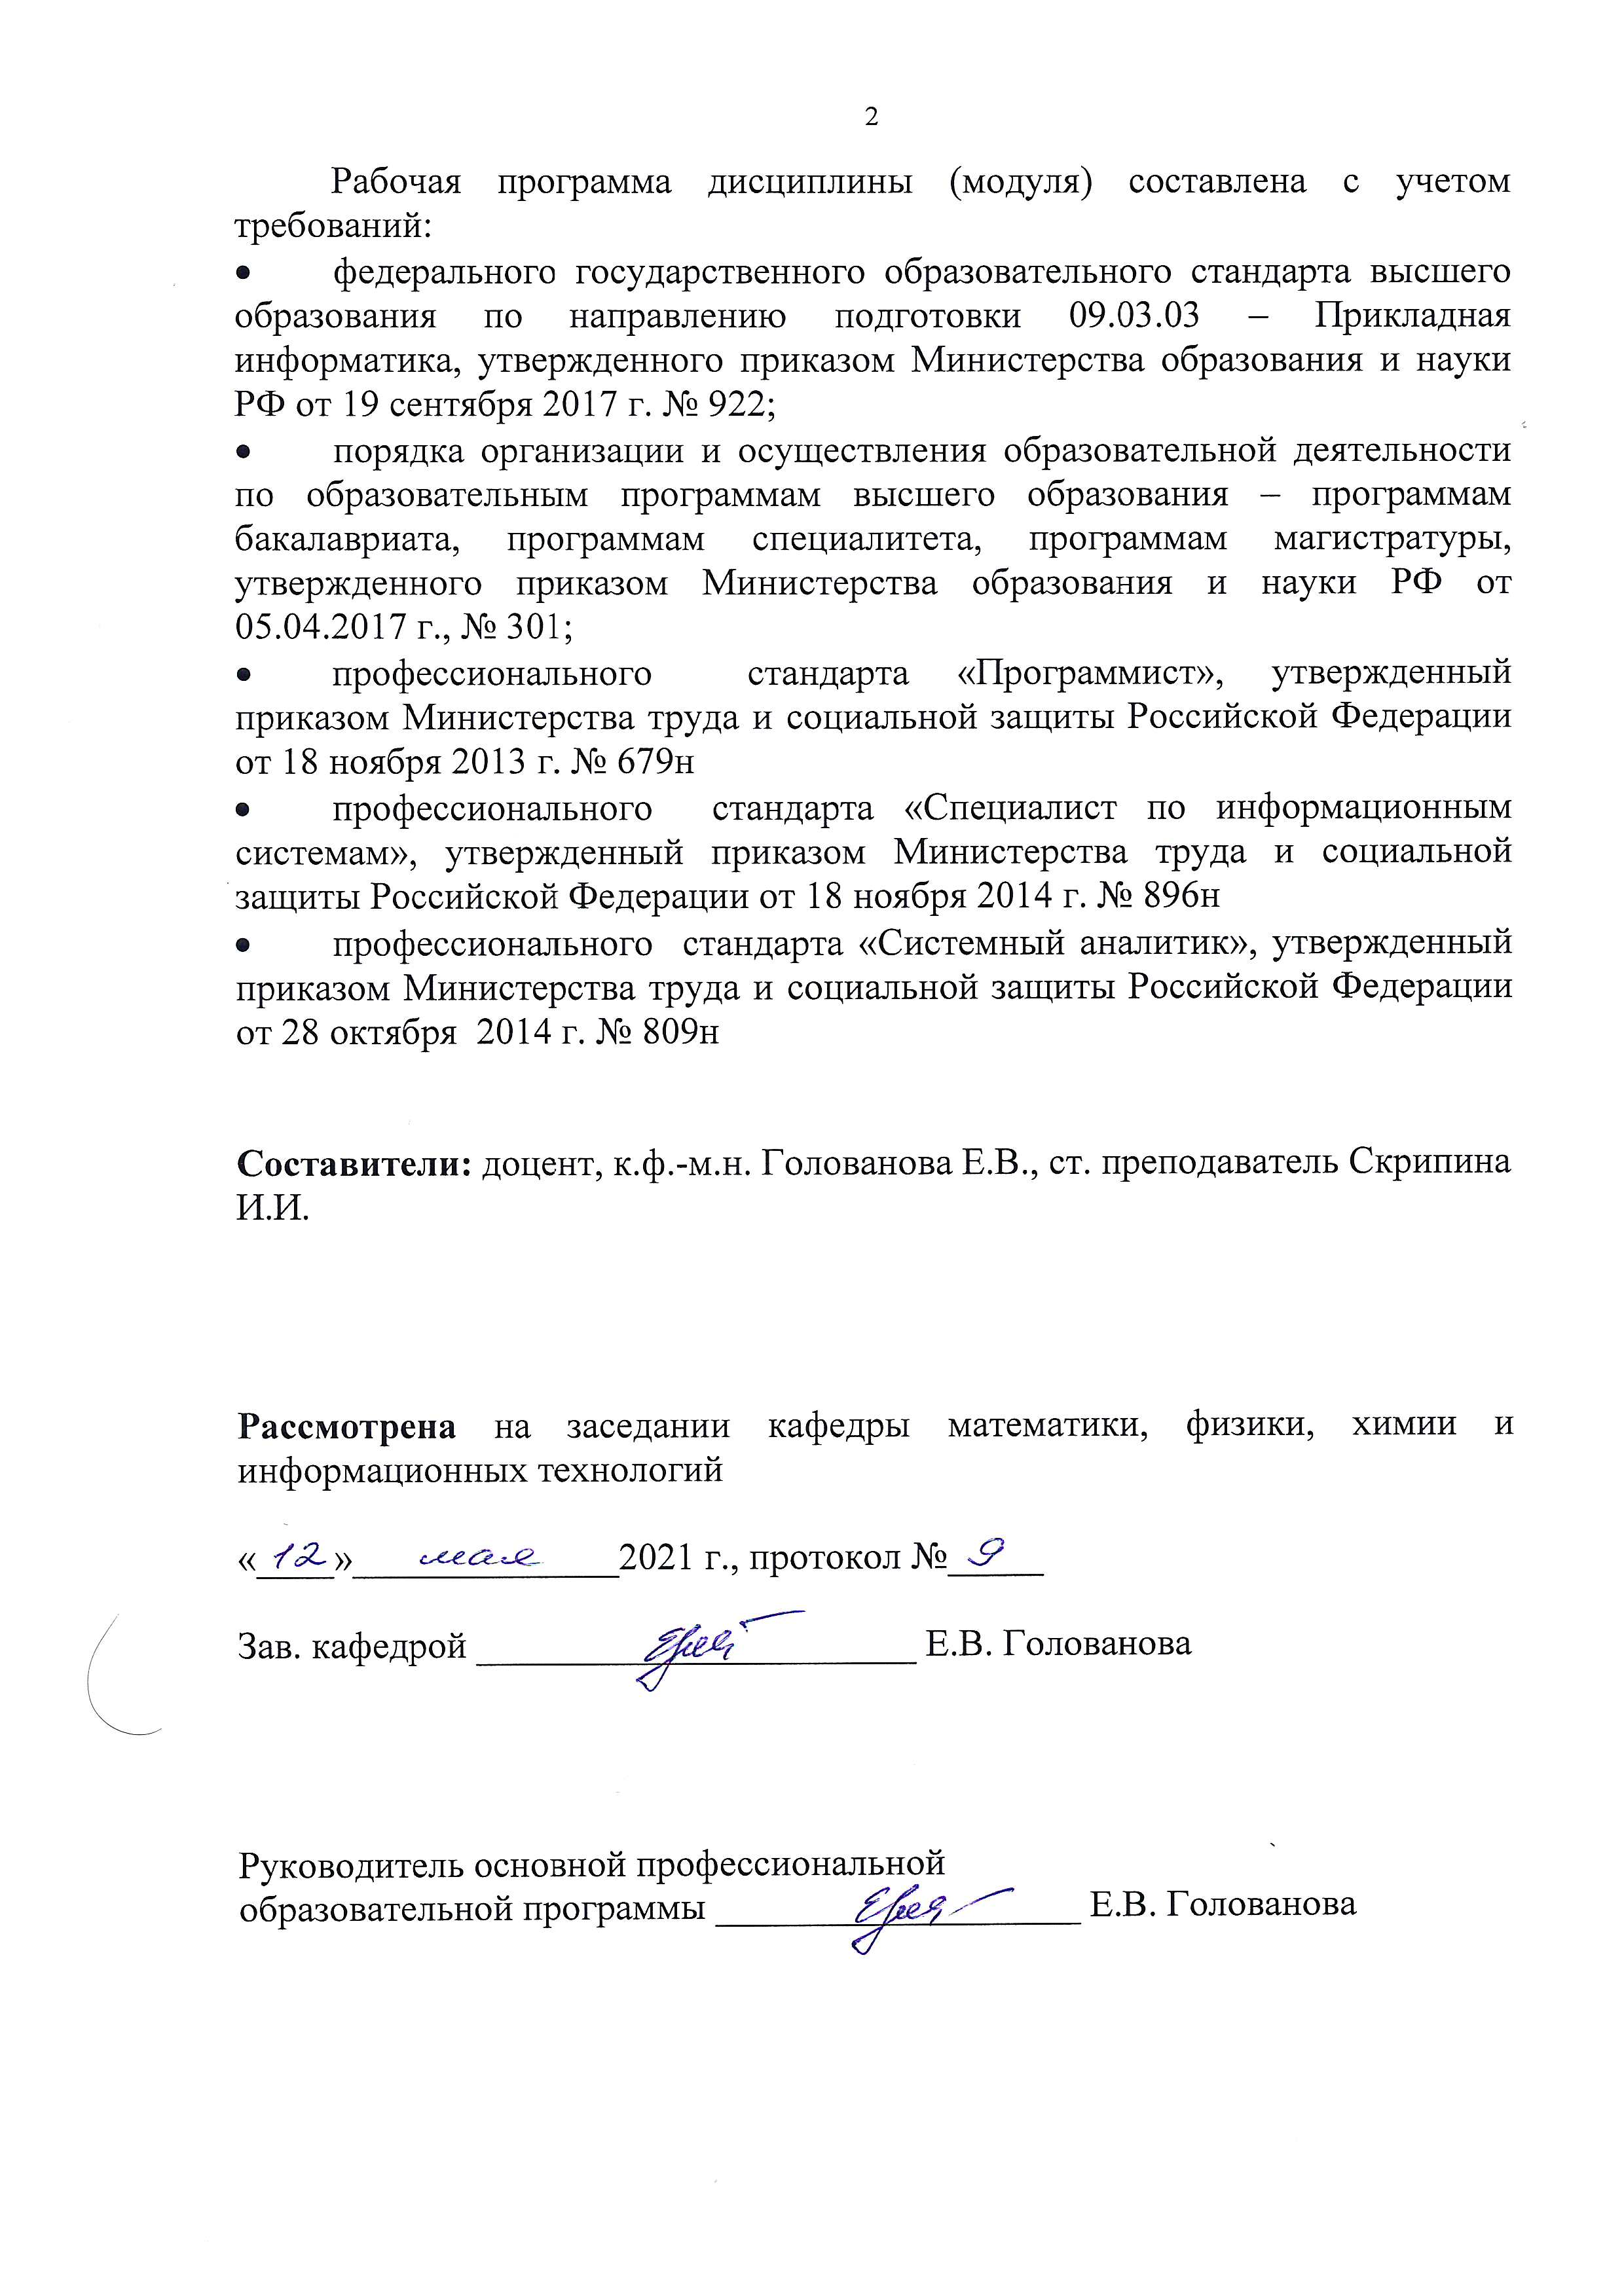 2
Рабочая программа дисциплины (модуля) составлена с учетом
требований:
• федерального государственного образовательного стандарта высшего
образования по направлению подготовки 09.03.03 – Прикладная
информатика, утвержденного приказом Министерства образования и науки
РФ от 19 сентября 2017 г. № 922;
• порядка организации и осуществления образовательной деятельности
по образовательным программам высшего образования – программам
бакалавриата, программам специалитета, программам магистратуры,
утвержденного приказом Министерства образования и науки РФ от
05.04.2017 г., № 301;
• профессионального стандарта «Программист», утвержденный
приказом Министерства труда и социальной защиты Российской Федерации
от 18 ноября 2013 г. № 679н
• профессионального стандарта «Специалист по информационным
системам», утвержденный приказом Министерства труда и социальной
защиты Российской Федерации от 18 ноября 2014 г. № 896н
• профессионального стандарта «Системный аналитик», утвержденный
приказом Министерства труда и социальной защиты Российской Федерации
от 28 октября 2014 г. № 809н
Составители: доцент, к.ф.-м.н. Голованова Е.В., ст. преподаватель Скрипина
И.И.
Рассмотрена на заседании кафедры математики, физики, химии и
информационных технологий
«12» мая 2021 г., протокол № 9
Зав. кафедрой Е.В. Голованова
Руководитель основной профессиональной
образовательной программы Е.В. Голованова